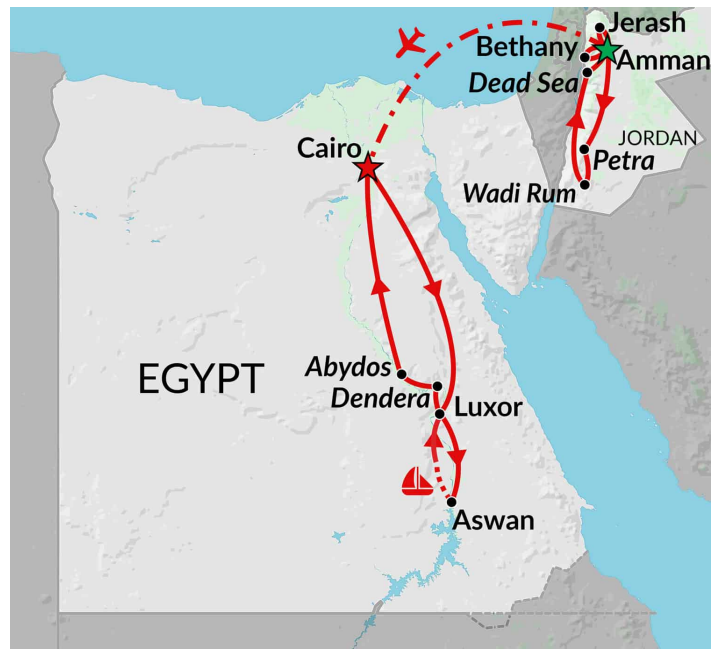 Jerash
Bethany
Amman
Dead Sea
JORDAN
Cairo
Petra
Wadi Rum
Abydos
EGYPT
Dendera
Luxor
Aswan